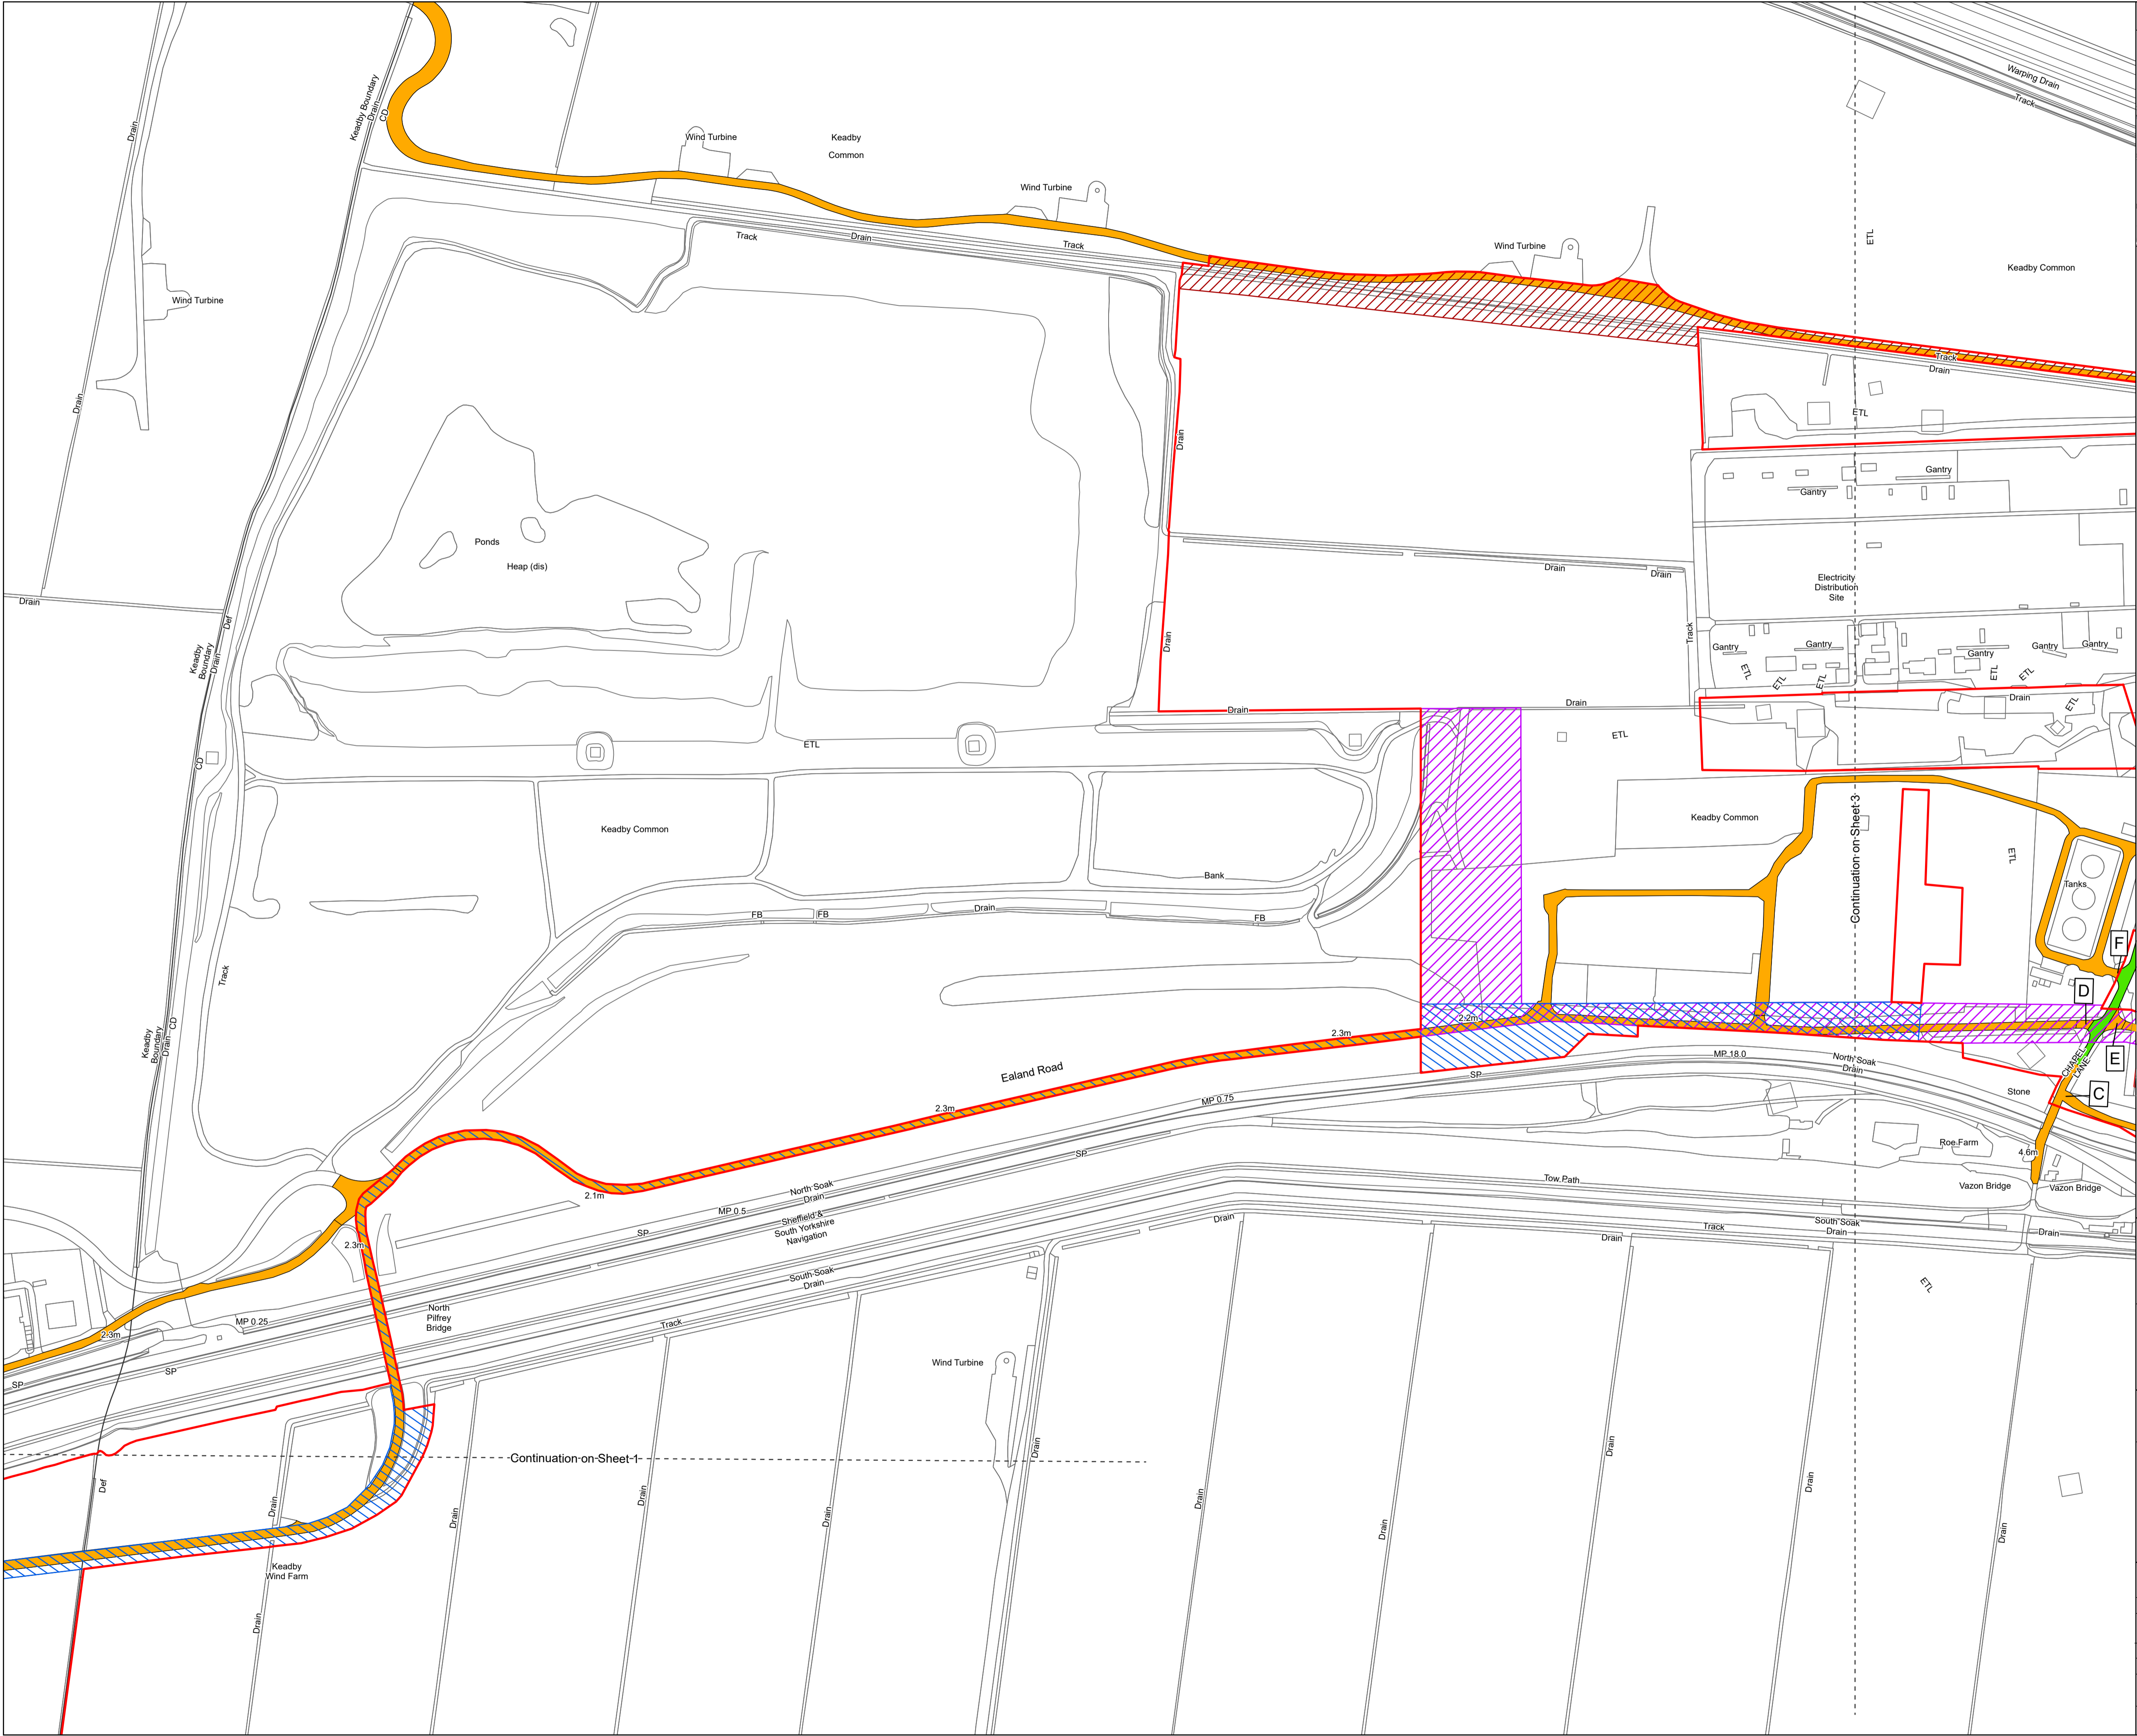 Warping Drain
Track
Keadby Boundary
Drain
CD
Drain
Wind Turbine
Keadby
Common
Wind Turbine
Track
Drain
Track
Wind Turbine
ETL
Keadby Common
Wind Turbine
Track
Drain
Drain
ETL
Drain
Gantry
Gantry
Ponds
Heap (dis)
Drain
Drain
Electricity
Distribution
Site
Drain
Def
Keadby
Boundary
Drain
Drain
Track
Gantry
Gantry
Gantry
Gantry
Gantry
ETL
ETL
ETL
ETL
ETL
Drain
Drain
Drain
ETL
ETL
ETL
CD
Keadby Common
Keadby Common
Continuation on Sheet 3
ETL
Bank
Tanks
FB
FB
Drain
FB
F
Track
D
CD
Keadby
Boundary
Drain
2.2m
2.3m
E
Ealand Road
MP 18.0
North Soak
Drain
CHAPEL
LANE
SP
Stone
C
MP 0.75
2.3m
Roe Farm
SP
4.6m
Tow Path
Vazon Bridge
Vazon Bridge
North Soak
Drain
2.1m
MP 0.5
Sheffield &
South Yorkshire
Navigation
SP
Drain
Track
South Soak
Drain
Drain
Drain
2.3m
South Soak
Drain
ETL
North
Pilfrey
Bridge
MP 0.25
Track
2.3m
Wind Turbine
SP
SP
Drain
Continuation on Sheet 1
Drain
Def
Drain
Drain
Drain
Drain
Drain
Drain
Drain
Drain
Keadby
Wind Farm
Drain